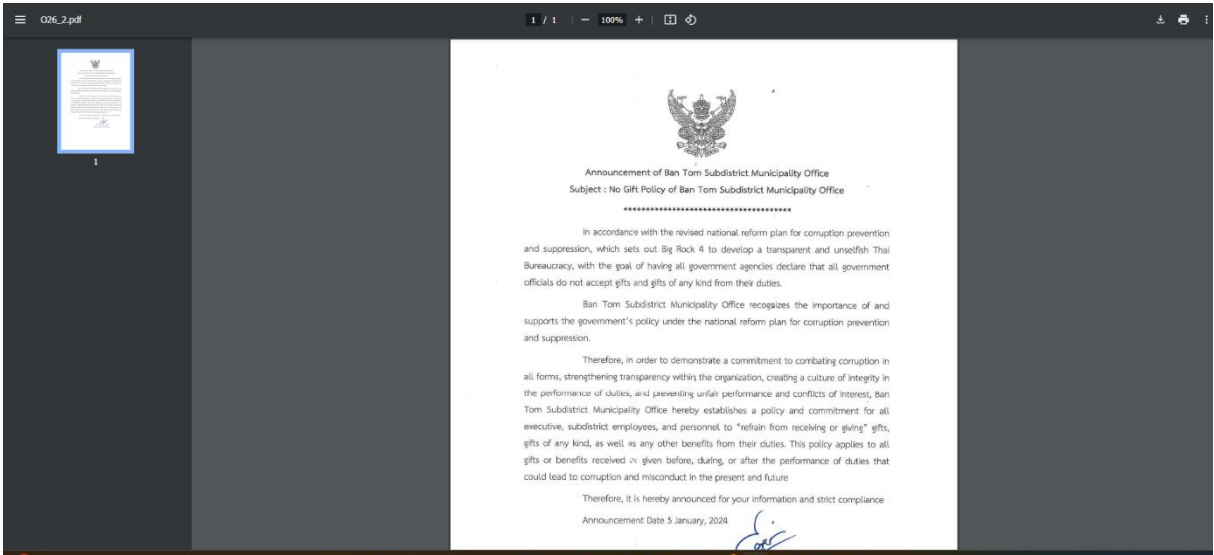 O26_2.pdf
1 / 1
100%
1
Announcement of Ban Tom Subdistrict Municipality Office
Subject : No Gift Policy of Ban Tom Subdistrict Municipality Office
**************************************
In accordance with the revised national reform plan for corruption prevention
and suppression, which sets out Big Rock 4 to develop a transparent and unselfish Thai
Bureaucracy, with the goal of having all government agencies declare that all government
officials do not accept gifts and gifts of any kind from their duties.
Ban Tom Subdistrict Municipality Office recognizes the importance of and
supports the government's policy under the national reform plan for corruption prevention
and suppression.
Therefore, in order to demonstrate a commitment to combating corruption in
all forms, strengthening transparency within the organization, creating a culture of integrity in
the performance of duties, and preventing unfair performance and conflicts of interest, Ban
Tom Subdistrict Municipality Office hereby establishes a policy and commitment for all
executive, subdistrict employees, and personnel to “refrain from receiving or giving” gifts,
gifts of any kind, as well as any other benefits from their duties. This policy applies to all
gifts or benefits received or given before, during, or after the performance of duties that
could lead to corruption and misconduct in the present and future
Therefore, it is hereby announced for your information and strict compliance
Announcement Date 5 January, 2024